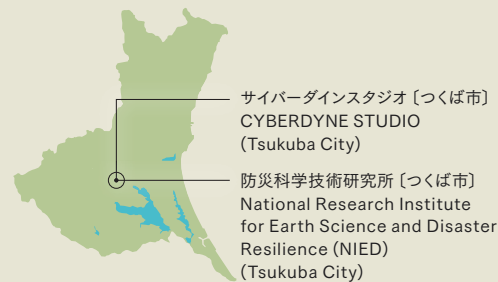 サイバーダインスタジオ〔つくば市〕
CYBERDYNE STUDIO
(Tsukuba City)
防災科学技術研究所〔つくば市〕
National Research Institute
for Earth Science and Disaster
Resilience (NIED)
(Tsukuba City)